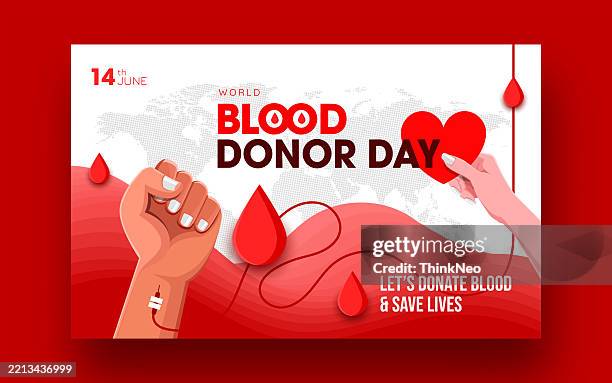 14th
JUNE
WORLD
BLOOD
DONOR DAY
gettyimages
Credit: ThinkNeo
LET'S DONATE BLOOD
& SAVE LIVES
2213436999